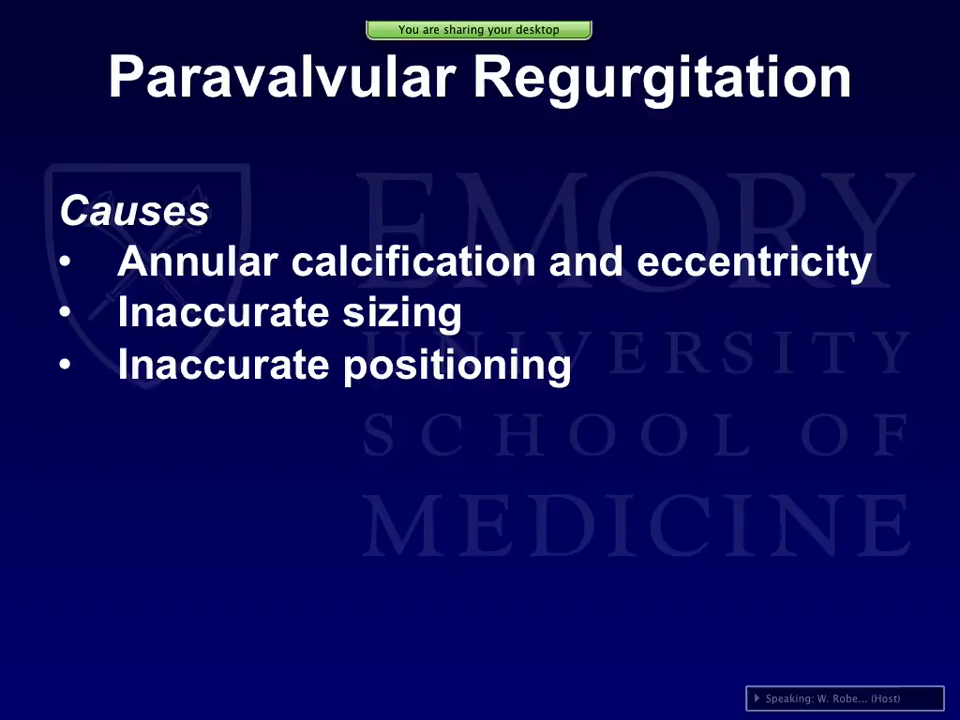 You are sharing your desktop
Paravalvular Regurgitation
Causes
• Annular calcification and eccentricity
• Inaccurate sizing
• Inaccurate positioning
EMORY
UNIVERSITY
SCHOOL OF
MEDICINE
Speaking: W. Robe... (Host)